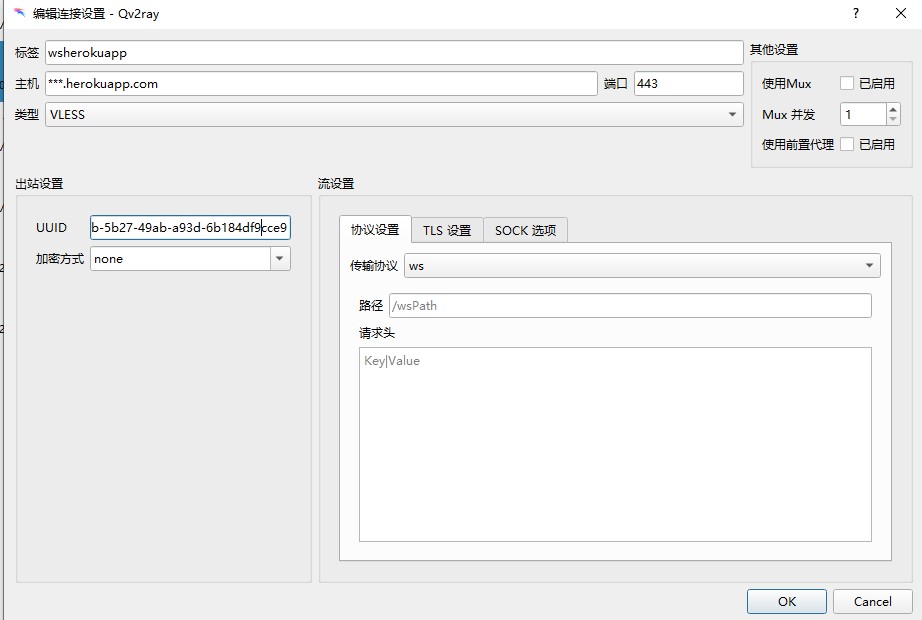 编辑连接设置 - Qv2ray
标签 wsherokuapp
主机 ***.herokuapp.com 端口 443
类型 VLESS
其他设置
使用Mux 已启用
Mux 并发 1
使用前置代理 已启用
出站设置
UUID b-5b27-49ab-a93d-6b184df9cce9
加密方式 none
流设置
协议设置 TLS 设置 SOCK 选项
传输协议 ws
路径 /wsPath
请求头
Key|Value
OK Cancel